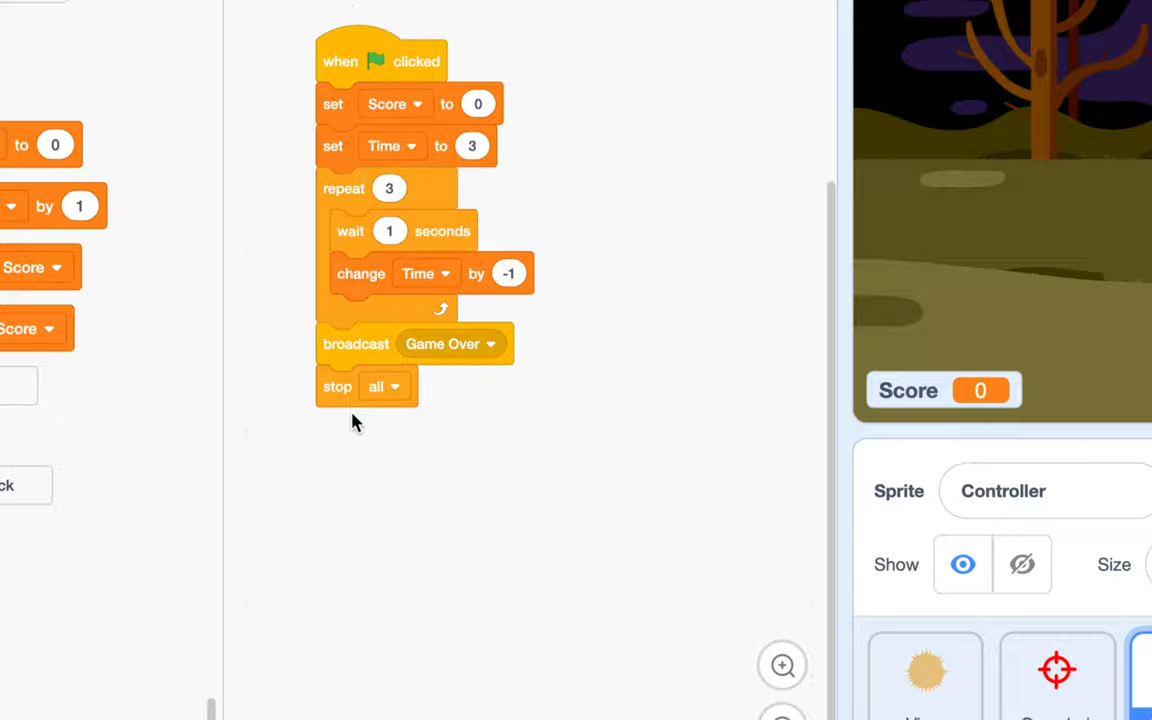 when clicked
set Score to 0
set Time to 3
repeat 3
wait 1 seconds
change Time by -1
broadcast Game Over
stop all
to 0
by 1
Score
Score
ck
Score 0
Sprite Controller
Show Size